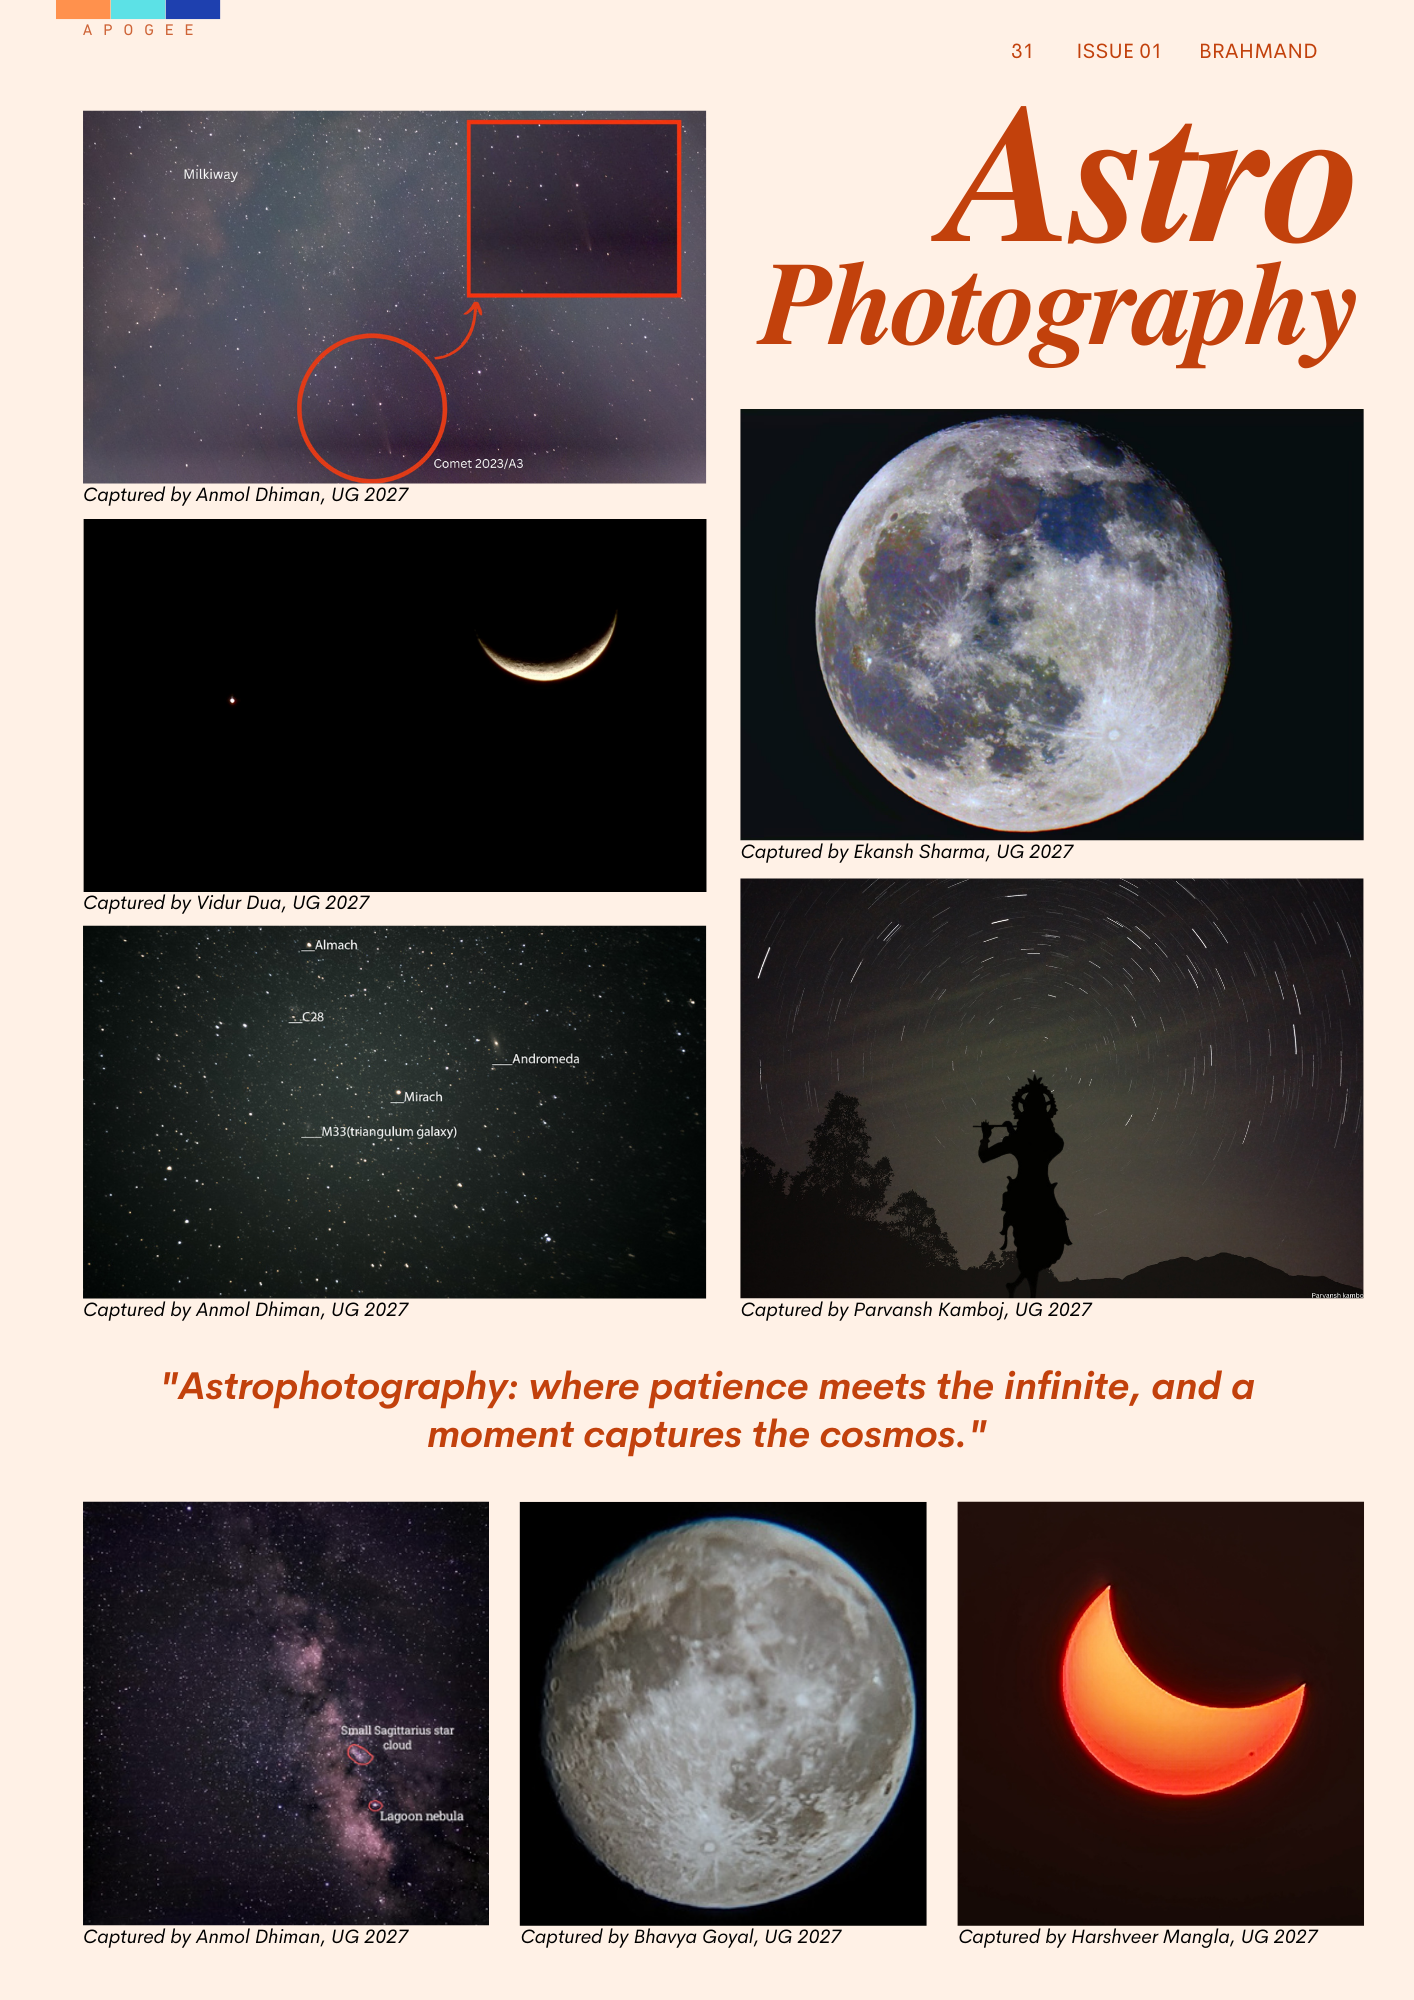 APOGEE
31 ISSUE 01 BRAHMAND
Astro
Photography
Milkiway
Comet 2023/A3
Captured by Anmol Dhiman, UG 2027
Captured by Vidur Dua, UG 2027
Almach
C28
Andromeda
Mirach
M33(triangulum galaxy)
Captured by Anmol Dhiman, UG 2027
Captured by Ekansh Sharma, UG 2027
Parvansh kambo
Captured by Parvansh Kamboj, UG 2027
"Astrophotography: where patience meets the infinite, and a
moment captures the cosmos."
Small Sagittarius star
cloud
Lagoon nebula
Captured by Anmol Dhiman, UG 2027
Captured by Bhavya Goyal, UG 2027
Captured by Harshveer Mangla, UG 2027